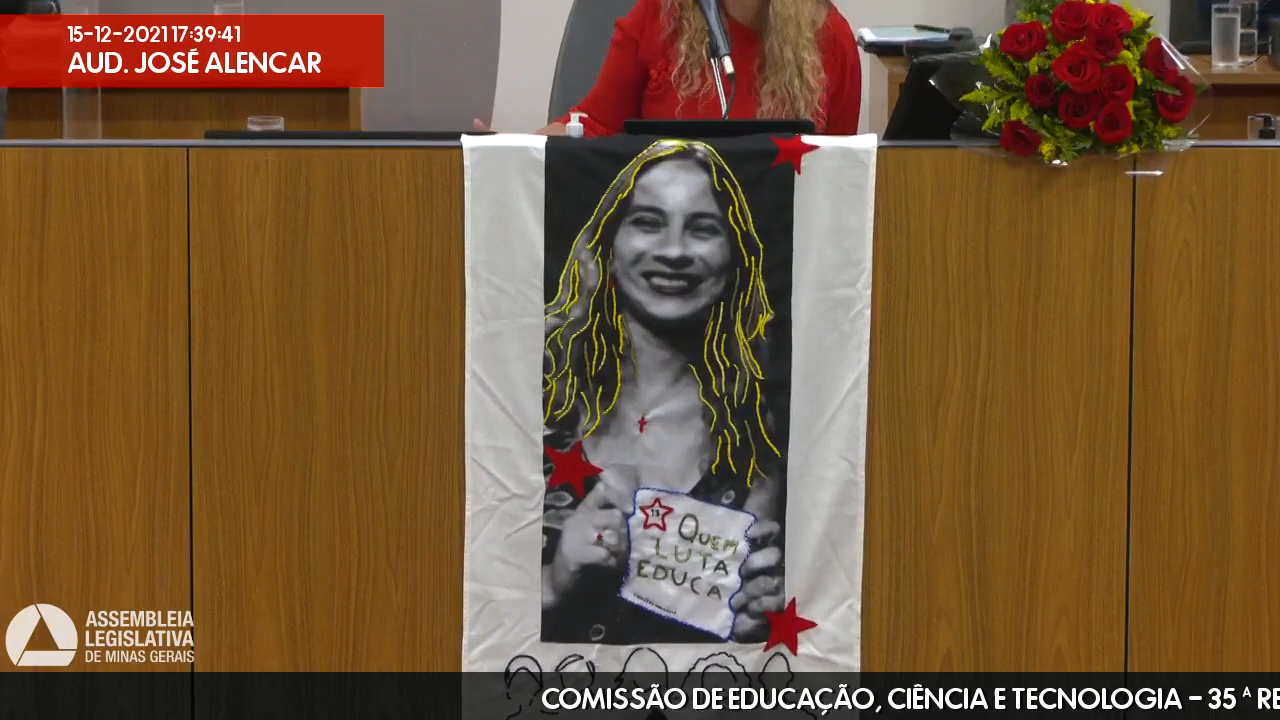 15-12-2021 17:39:41
AUD. JOSÉ ALENCAR
13
QUEM
LUTA
EDUCA
ASSEMBLEIA
LEGISLATIVA
DE MINAS GERAIS
COMISSÃO DE EDUCAÇÃO, CIÊNCIA E TECNOLOGIA - 35 ª RE